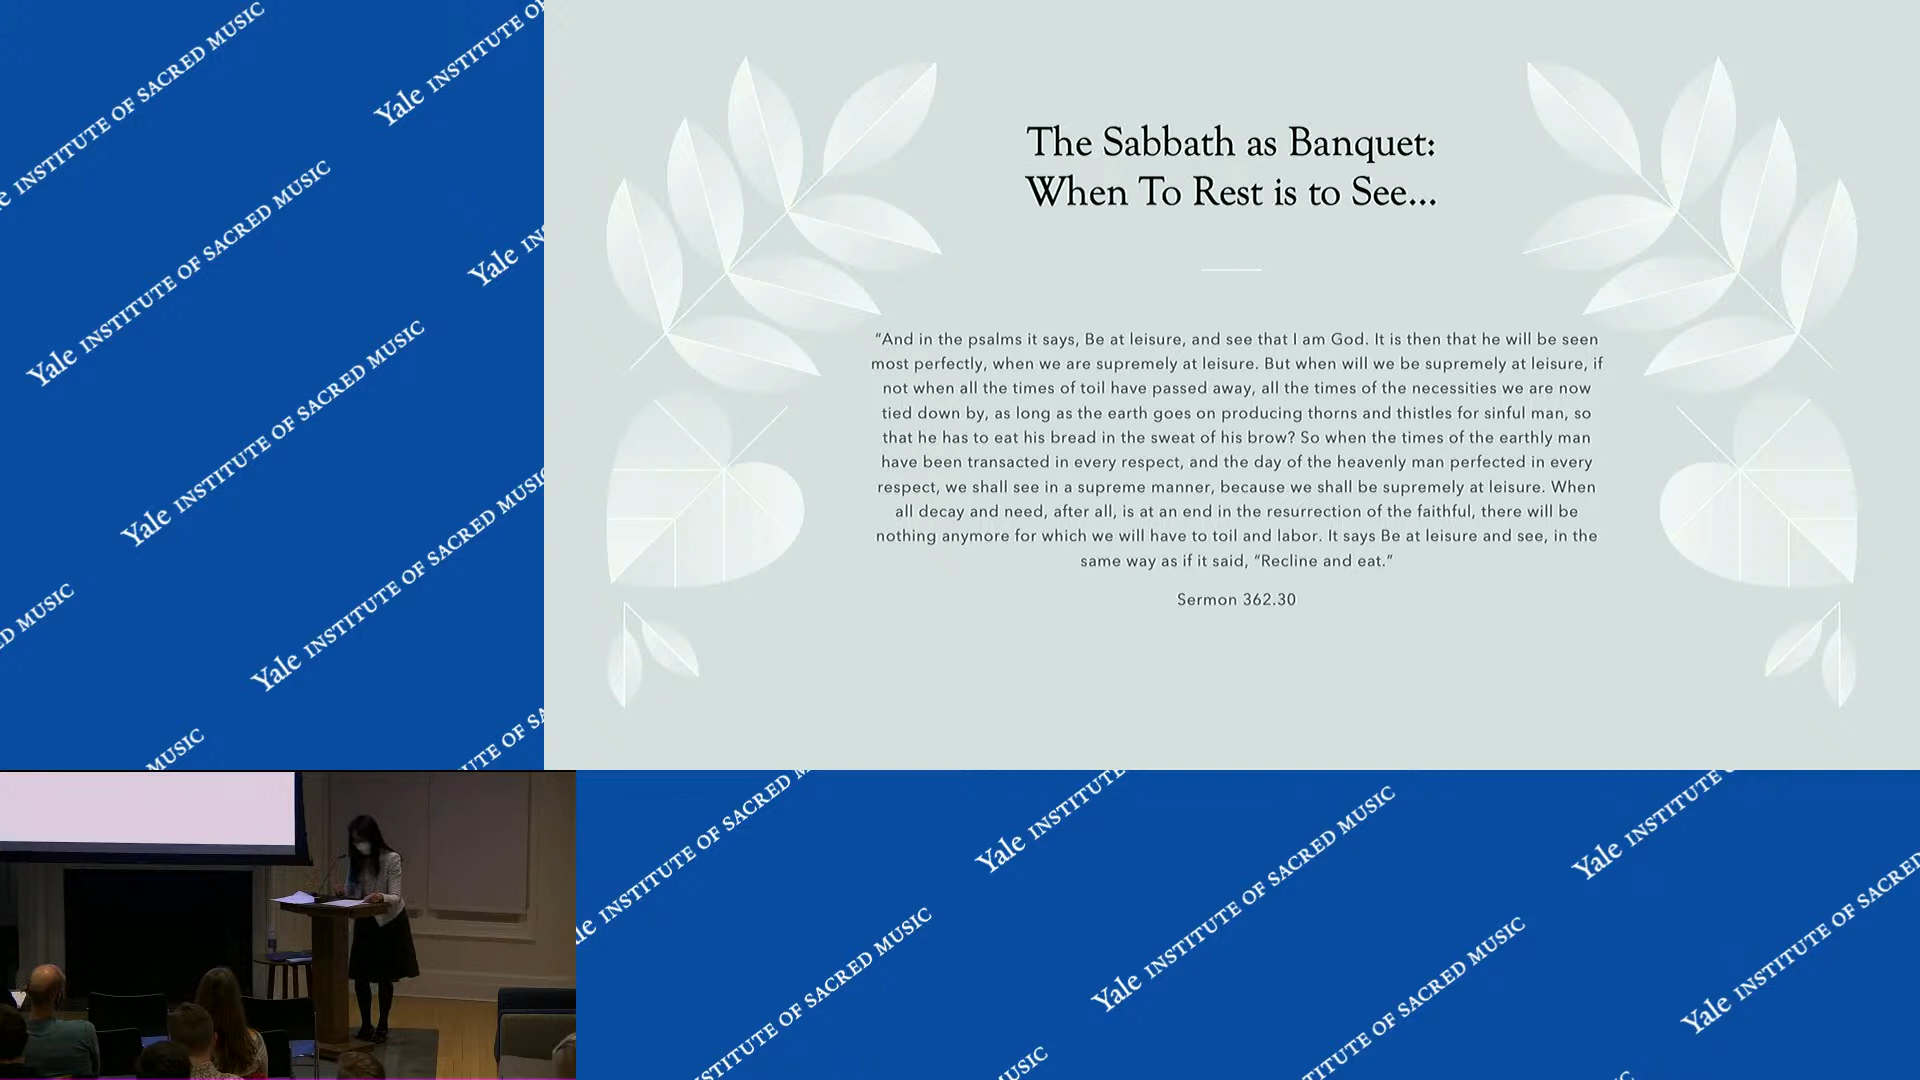 Yale INSTITUTE OF SACRED MUSIC
The Sabbath as Banquet:
When To Rest is to See...
“And in the psalms it says, Be at leisure, and see that I am God. It is then that he will be seen
most perfectly, when we are supremely at leisure. But when will we be supremely at leisure, if
not when all the times of toil have passed away, all the times of the necessities we are now
tied down by, as long as the earth goes on producing thorns and thistles for sinful man, so
that he has to eat his bread in the sweat of his brow? So when the times of the earthly man
have been transacted in every respect, and the day of the heavenly man perfected in every
respect, we shall see in a supreme manner, because we shall be supremely at leisure. When
all decay and need, after all, is at an end in the resurrection of the faithful, there will be
nothing anymore for which we will have to toil and labor. It says Be at leisure and see, in the
same way as if it said, “Recline and eat.”
Sermon 362.30
Yale INSTITUTE OF SACRED MUSIC
Yale INSTITUTE OF SACRED MUSIC
Yale INSTITUTE OF SACRED MUSIC
Yale INSTITUTE OF SACRED MUSIC